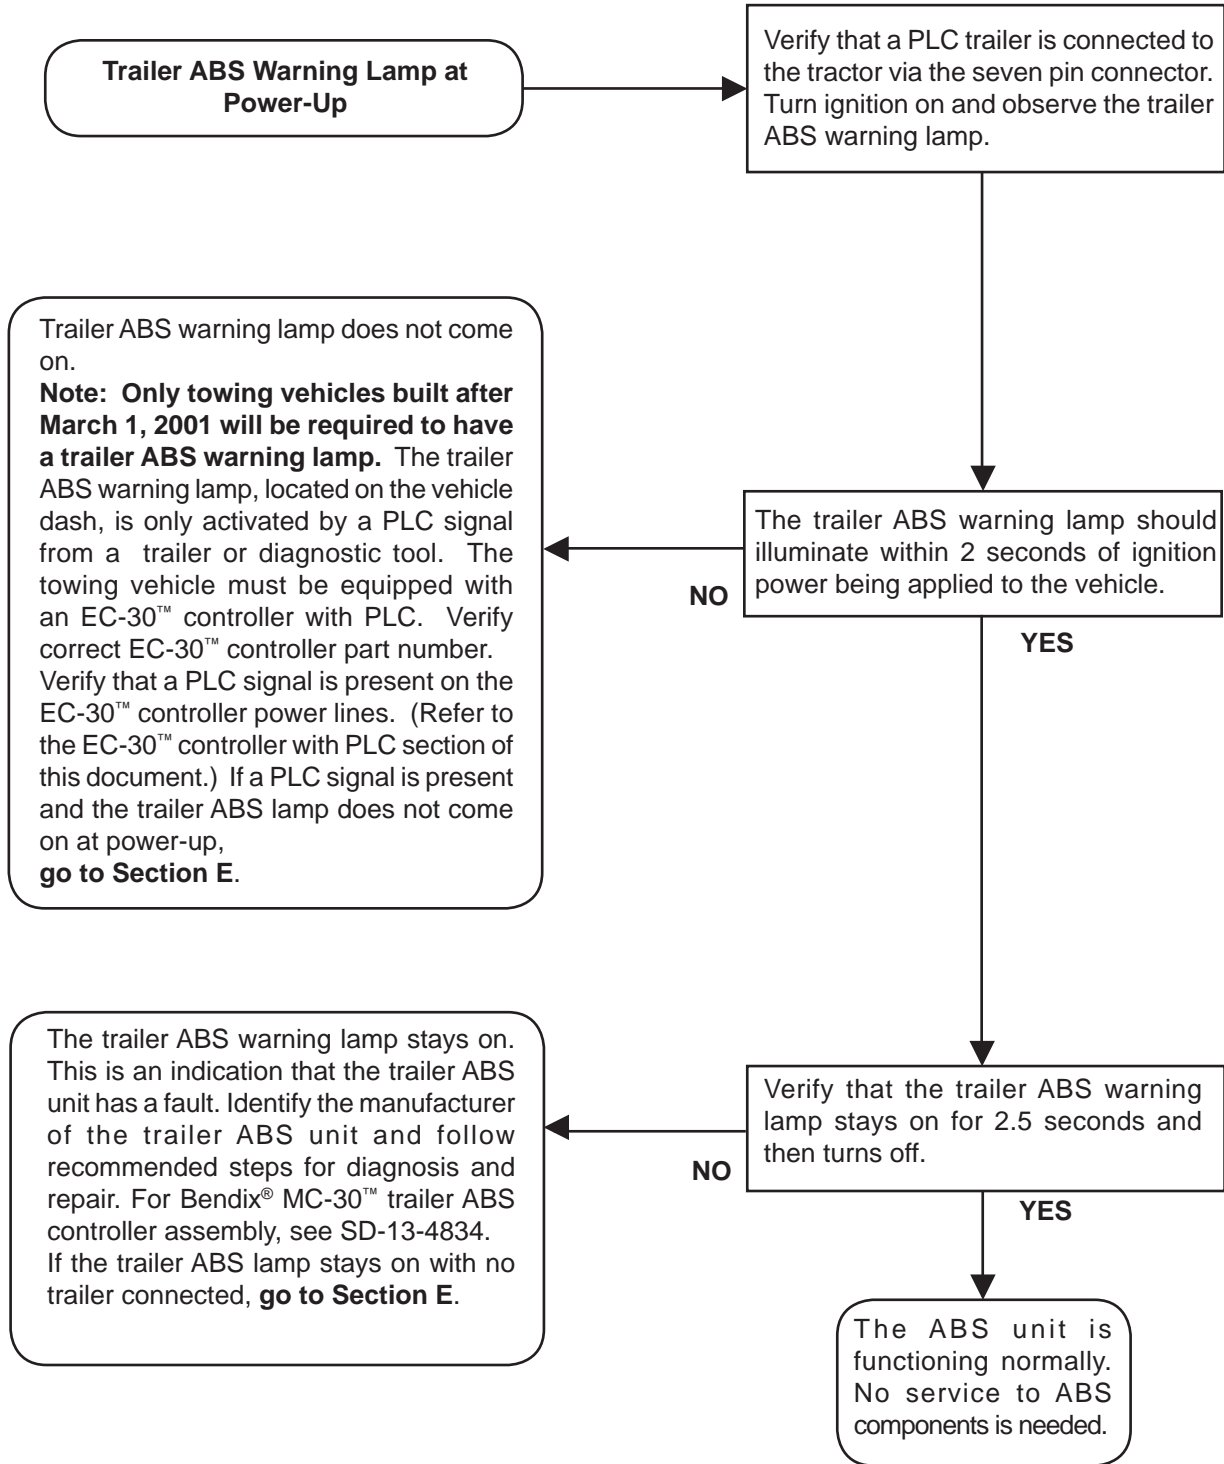 Trailer ABS Warning Lamp at
Power-Up
Verify that a PLC trailer is connected to
the tractor via the seven pin connector.
Turn ignition on and observe the trailer
ABS warning lamp.
Trailer ABS warning lamp does not come
on.
Note: Only towing vehicles built after
March 1, 2001 will be required to have
a trailer ABS warning lamp. The trailer
ABS warning lamp, located on the vehicle
dash, is only activated by a PLC signal
from a trailer or diagnostic tool. The
towing vehicle must be equipped with
an EC-30™ controller with PLC. Verify
correct EC-30™ controller part number.
Verify that a PLC signal is present on the
EC-30™ controller power lines. (Refer to
the EC-30™ controller with PLC section of
this document.) If a PLC signal is present
and the trailer ABS lamp does not come
on at power-up,
go to Section E.
The trailer ABS warning lamp should
illuminate within 2 seconds of ignition
power being applied to the vehicle.
NO
YES
The trailer ABS warning lamp stays on.
This is an indication that the trailer ABS
unit has a fault. Identify the manufacturer
of the trailer ABS unit and follow
recommended steps for diagnosis and
repair. For Bendix® MC-30™ trailer ABS
controller assembly, see SD-13-4834.
If the trailer ABS lamp stays on with no
trailer connected, go to Section E.
Verify that the trailer ABS warning
lamp stays on for 2.5 seconds and
then turns off.
NO
YES
The ABS unit is
functioning normally.
No service to ABS
components is needed.